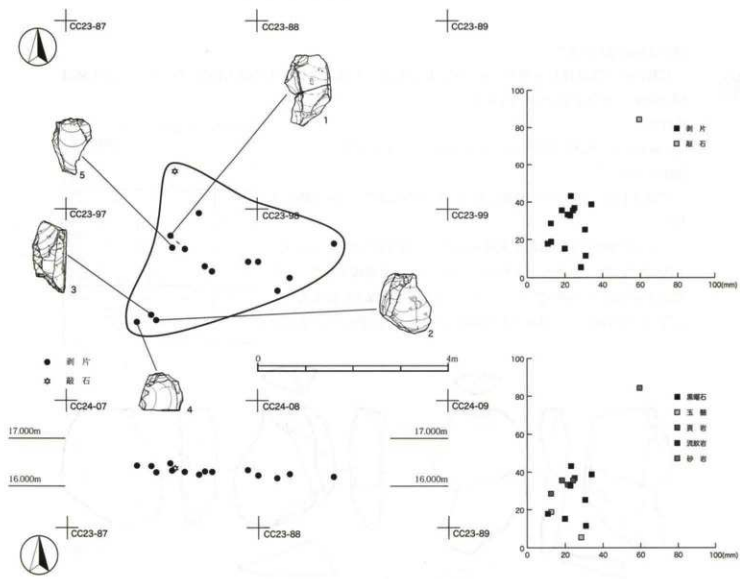 CC23-87
CC23-88
CC23-89
1
5
CC23-97
CC23-98
CC23-99
3
2
4
● 剥片
✡ 敲石
0
4m
CC24-07
CC24-08
CC24-09
17.000m
16.000m
CC23-87
CC23-88
CC23-89
100
80
60
40
20
0
20
40
60
80
100(mm)
■ 剥片
■ 敲石
100
80
60
40
20
0
20
40
60
80
100(mm)
■ 黒曜石
■ 玉髄
■ 頁岩
■ 流紋岩
■ 砂岩